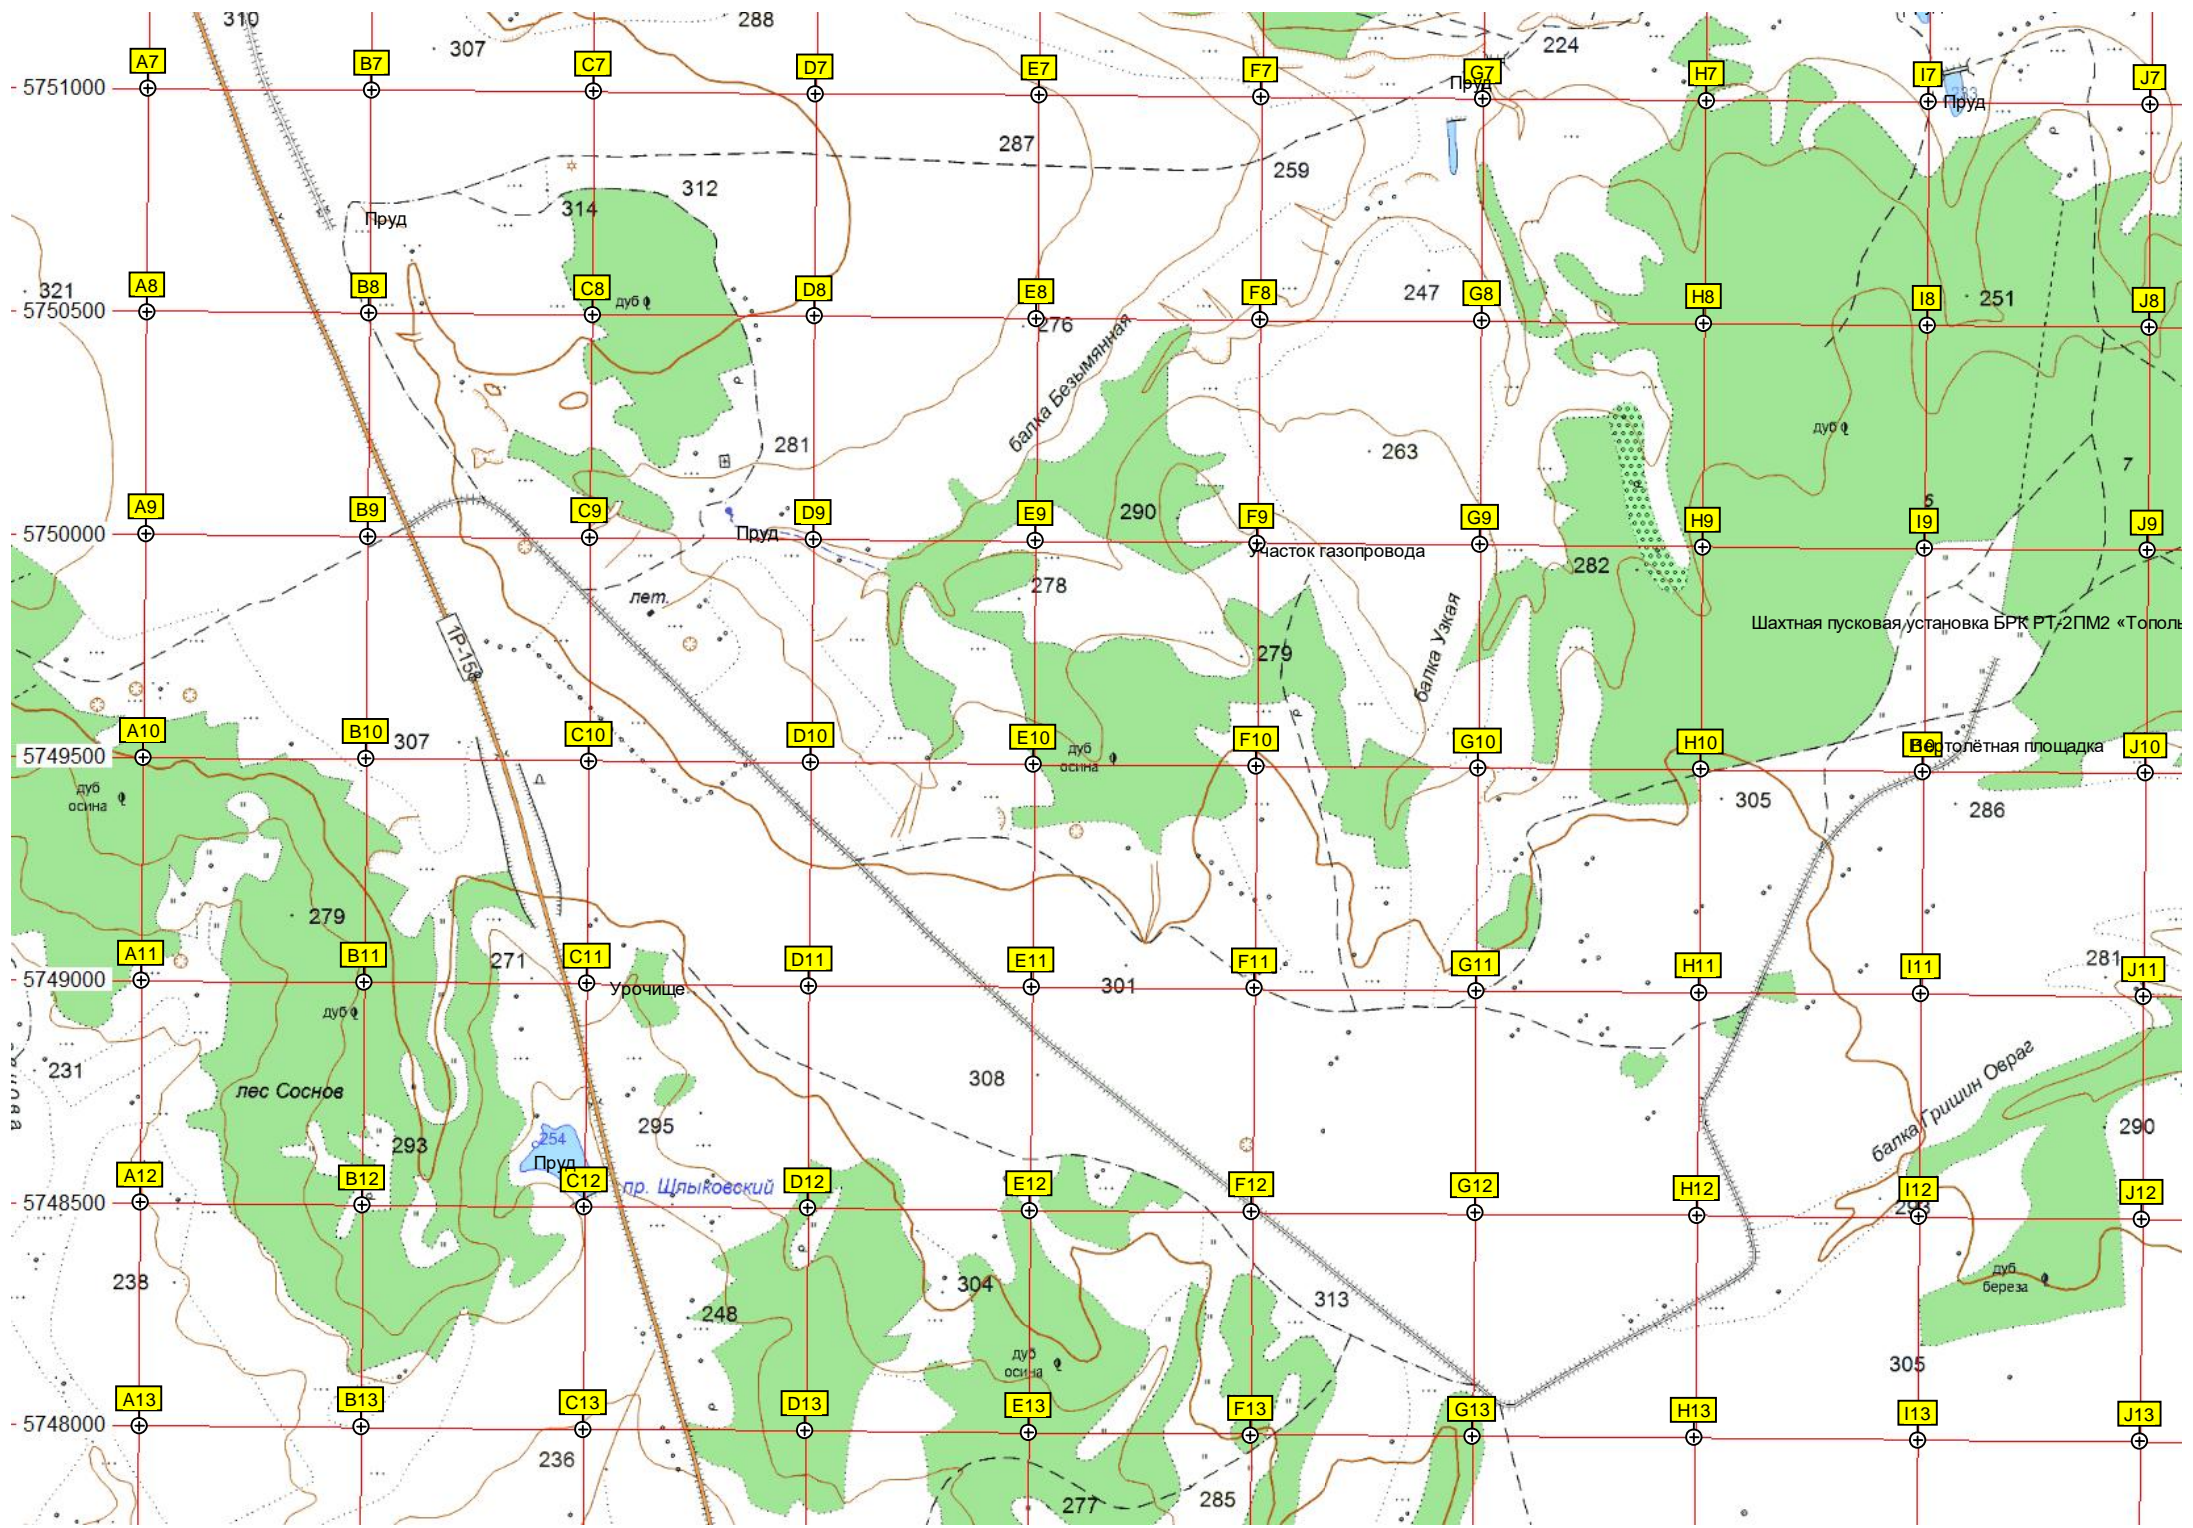 310
288
307
224
A7
B7
C7
D7
E7
F7
G7
H7
I7
J7
5751000
Пруд
233
Пруд
287
259
312
314
Пруд
321
A8
B8
C8
дуб
D8
E8
276
F8
247
G8
H8
I8
251
J8
5750500
балка Безымянная
281
263
дуб
7
6
A9
B9
C9
D9
E9
290
F9
G9
H9
I9
J9
5750000
Пруд
Участок газопровода
278
282
лет.
балка Узкая
1Р-158
279
Шахтная пусковая установка БРК РТ-2ПМ2 «Тополь
A10
B10
307
C10
D10
E10
дуб
осина
F10
G10
H10
Вертолётная площадка
J10
5749500
дуб
осина
305
286
279
A11
B11
271
C11
D11
E11
301
F11
G11
H11
I11
281
J11
5749000
Урочище
дуб
231
лес Соснов
308
балка Гришин Овраг
295
254
293
290
Пруд
A12
B12
C12
пр. Щлыковский
D12
E12
F12
G12
H12
I12
293
J12
5748500
238
304
313
248
дуб
береза
дуб
осина
305
A13
B13
C13
D13
E13
F13
G13
H13
I13
J13
5748000
236
277
285